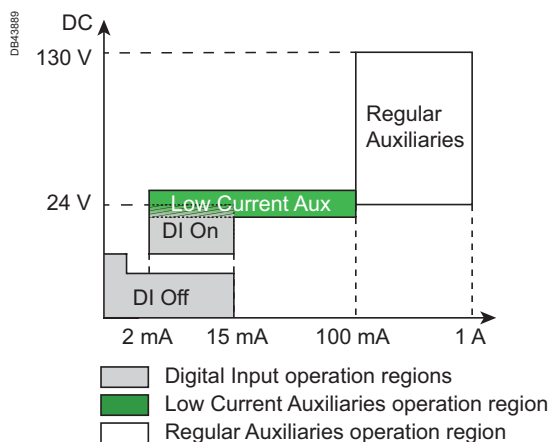 DB43889
DC
130 V
Regular
Auxiliaries
24 V
Low Current Aux
DI On
DI Off
2 mA 15 mA 100 mA 1 A
Digital Input operation regions
Low Current Auxiliaries operation region
Regular Auxiliaries operation region